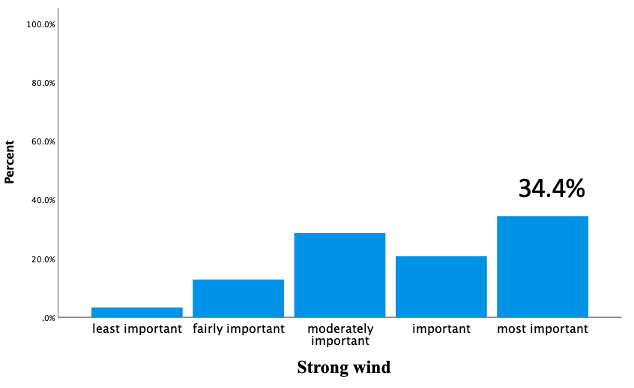 100.0%
80.0%
60.0%
40.0%
20.0%
.0%
Percent
34.4%
least important
fairly important
moderately
important
important
most important
Strong wind